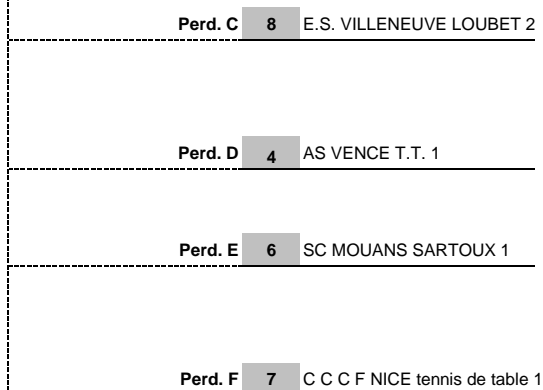 Perd. C 8 E.S. VILLENEUVE LOUBET 2
Perd. D 4 AS VENCE T.T. 1
Perd. E 6 SC MOUANS SARTOUX 1
Perd. F 7 C C C F NICE tennis de table 1